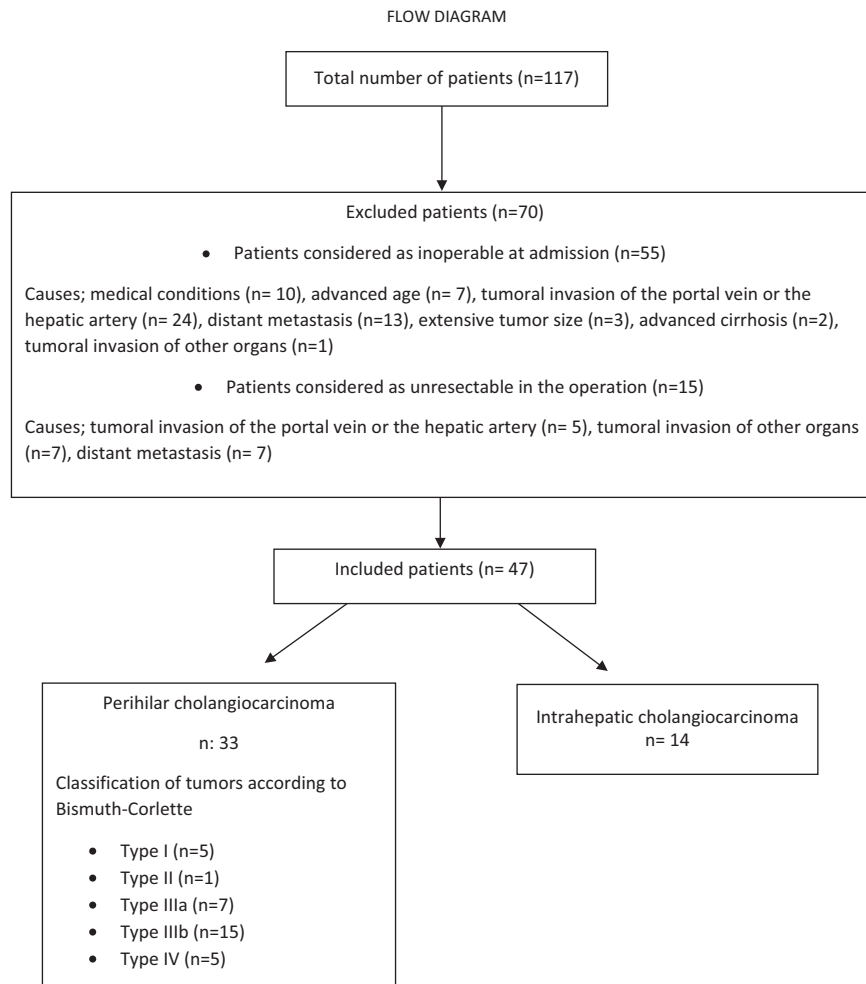 FLOW DIAGRAM
Total number of patients (n=117)
Excluded patients (n=70)
• Patients considered as inoperable at admission (n=55)
Causes; medical conditions (n= 10), advanced age (n= 7), tumoral invasion of the portal vein or the
hepatic artery (n= 24), distant metastasis (n=13), extensive tumor size (n=3), advanced cirrhosis (n=2),
tumoral invasion of other organs (n=1)
• Patients considered as unresectable in the operation (n=15)
Causes; tumoral invasion of the portal vein or the hepatic artery (n= 5), tumoral invasion of other organs
(n=7), distant metastasis (n= 7)
Included patients (n= 47)
Perihilar cholangiocarcinoma
n: 33
Classification of tumors according to
Bismuth-Corlette
• Type I (n=5)
• Type II (n=1)
• Type IIIa (n=7)
• Type IIIb (n=15)
• Type IV (n=5)
Intrahepatic cholangiocarcinoma
n= 14